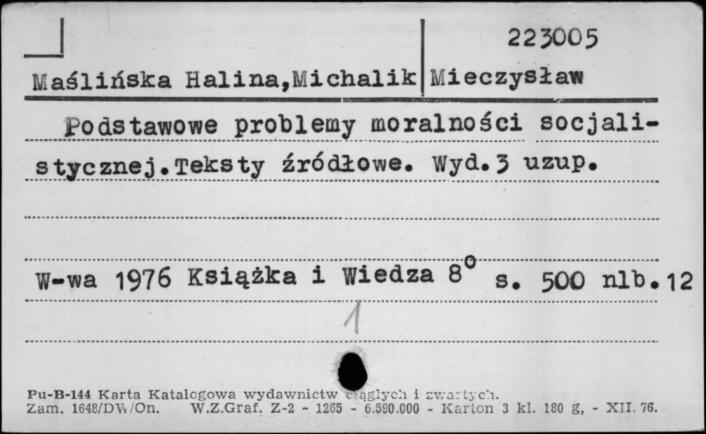 223005
Maślińska Halina,Michalik Mieczysław
Podstawowe problemy moralności socjali-
stycznej.Teksty źródłowe. Wyd.3 uzup.
W-wa 1976 Książka i Wiedza 8° s. 500 nlb.12
1
Pu-B-144 Karta Katalogowa wydawnictw ciągłych i zwartych.
Zam. 1648/DW/On. W.Z.Graf. Z-2 - 1265 - 6.590.000 - Karton 3 kl. 180 g, - XII. 76.